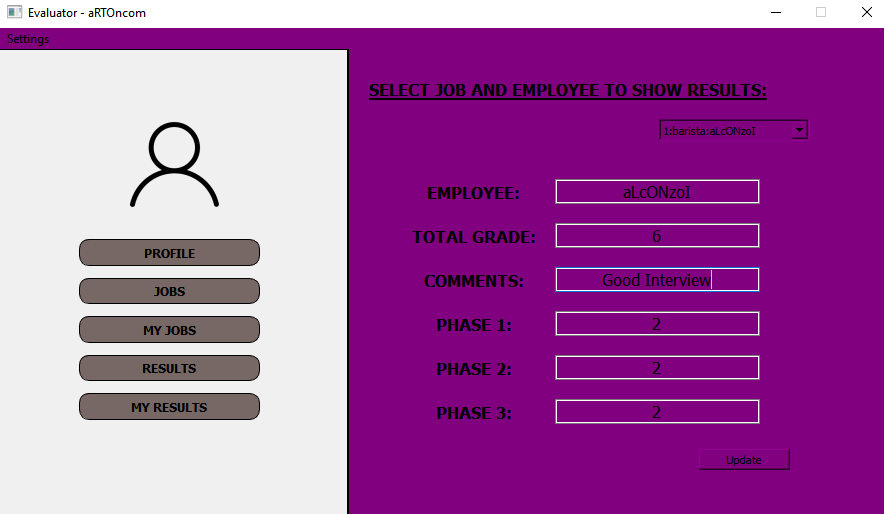 Evaluator - aRTOncom
Settings
PROFILE
JOBS
MY JOBS
RESULTS
MY RESULTS
SELECT JOB AND EMPLOYEE TO SHOW RESULTS:
1:barista:aLcONzoI
EMPLOYEE: aLcONzoI
TOTAL GRADE: 6
COMMENTS: Good Interview
PHASE 1: 2
PHASE 2: 2
PHASE 3: 2
Update